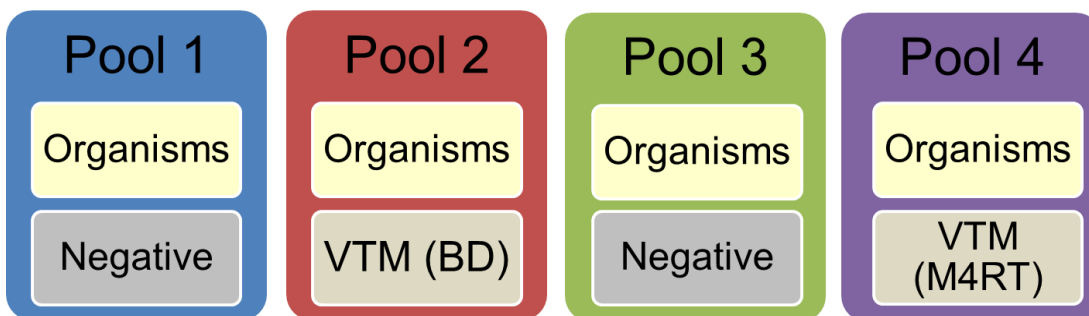 Pool 1
Organisms
Negative
Pool 2
Organisms
VTM (BD)
Pool 3
Organisms
Negative
Pool 4
Organisms
VTM
(M4RT)